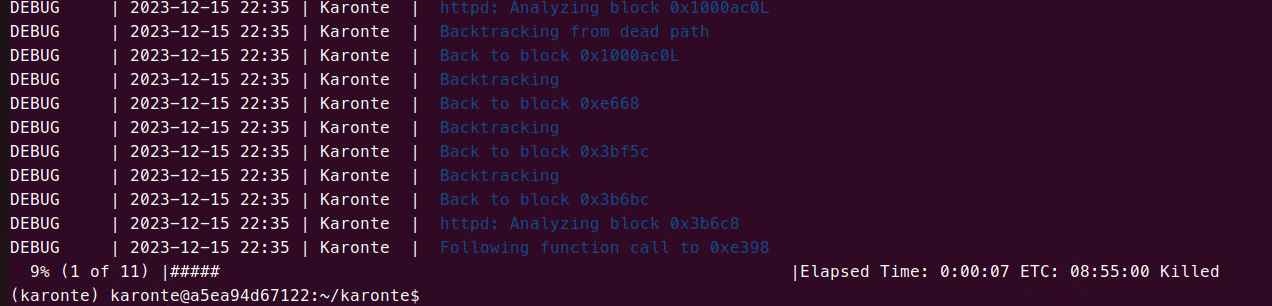 DEBUG | 2023-12-15 22:35 | Karonte | httpd: Analyzing block 0x1000ac0L
DEBUG | 2023-12-15 22:35 | Karonte | Backtracking from dead path
DEBUG | 2023-12-15 22:35 | Karonte | Back to block 0x1000ac0L
DEBUG | 2023-12-15 22:35 | Karonte | Backtracking
DEBUG | 2023-12-15 22:35 | Karonte | Back to block 0xe668
DEBUG | 2023-12-15 22:35 | Karonte | Backtracking
DEBUG | 2023-12-15 22:35 | Karonte | Back to block 0x3bf5c
DEBUG | 2023-12-15 22:35 | Karonte | Backtracking
DEBUG | 2023-12-15 22:35 | Karonte | Back to block 0x3b6bc
DEBUG | 2023-12-15 22:35 | Karonte | httpd: Analyzing block 0x3b6c8
DEBUG | 2023-12-15 22:35 | Karonte | Following function call to 0xe398
9% (1 of 11) |##### |Elapsed Time: 0:00:07 ETC: 08:55:00 Killed
(karonte) karonte@a5ea94d67122:~/karonte$